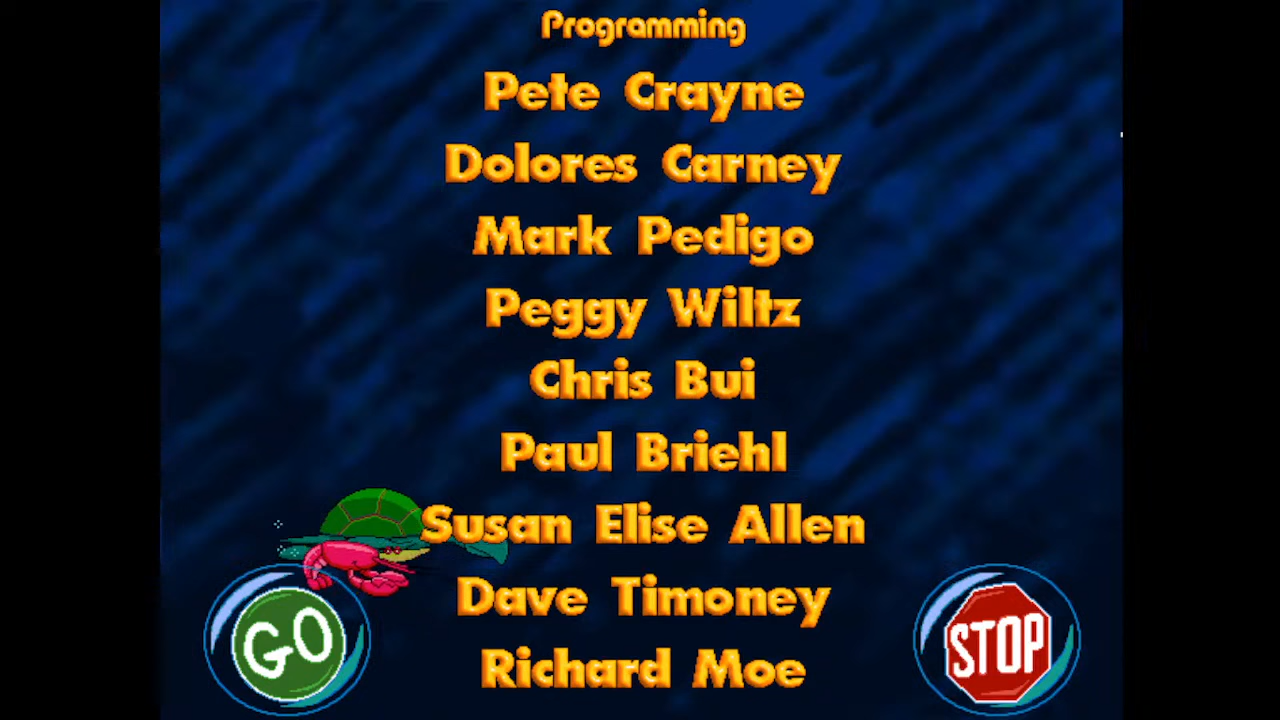 Programming
Pete Crayne
Dolores Carney
Mark Pedigo
Peggy Wiltz
Chris Bui
Paul Briehl
Susan Elise Allen
Dave Timoney
Richard Moe
GO
STOP